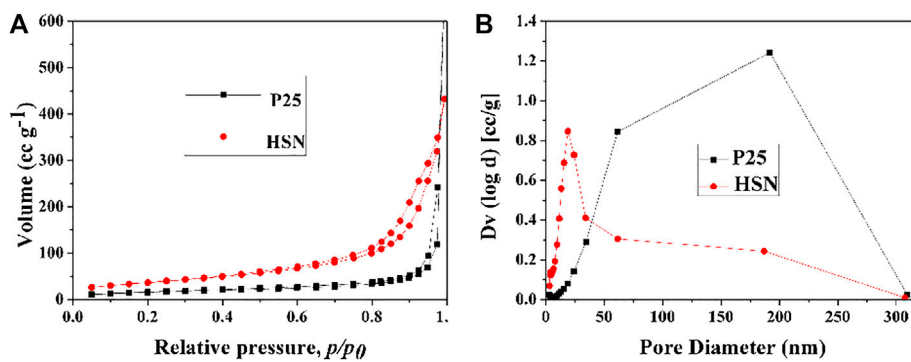 A
Volume (cc g-1)
600
500
400
300
200
100
0
P25
HSN
0.0
0.2
0.4
0.6
0.8
1.
Relative pressure, p/p0
B
Dv (log d) [cc/g]
1.4
1.2
1.0
0.8
0.6
0.4
0.2
0.0
P25
HSN
0
50
100
150
200
250
300
Pore Diameter (nm)